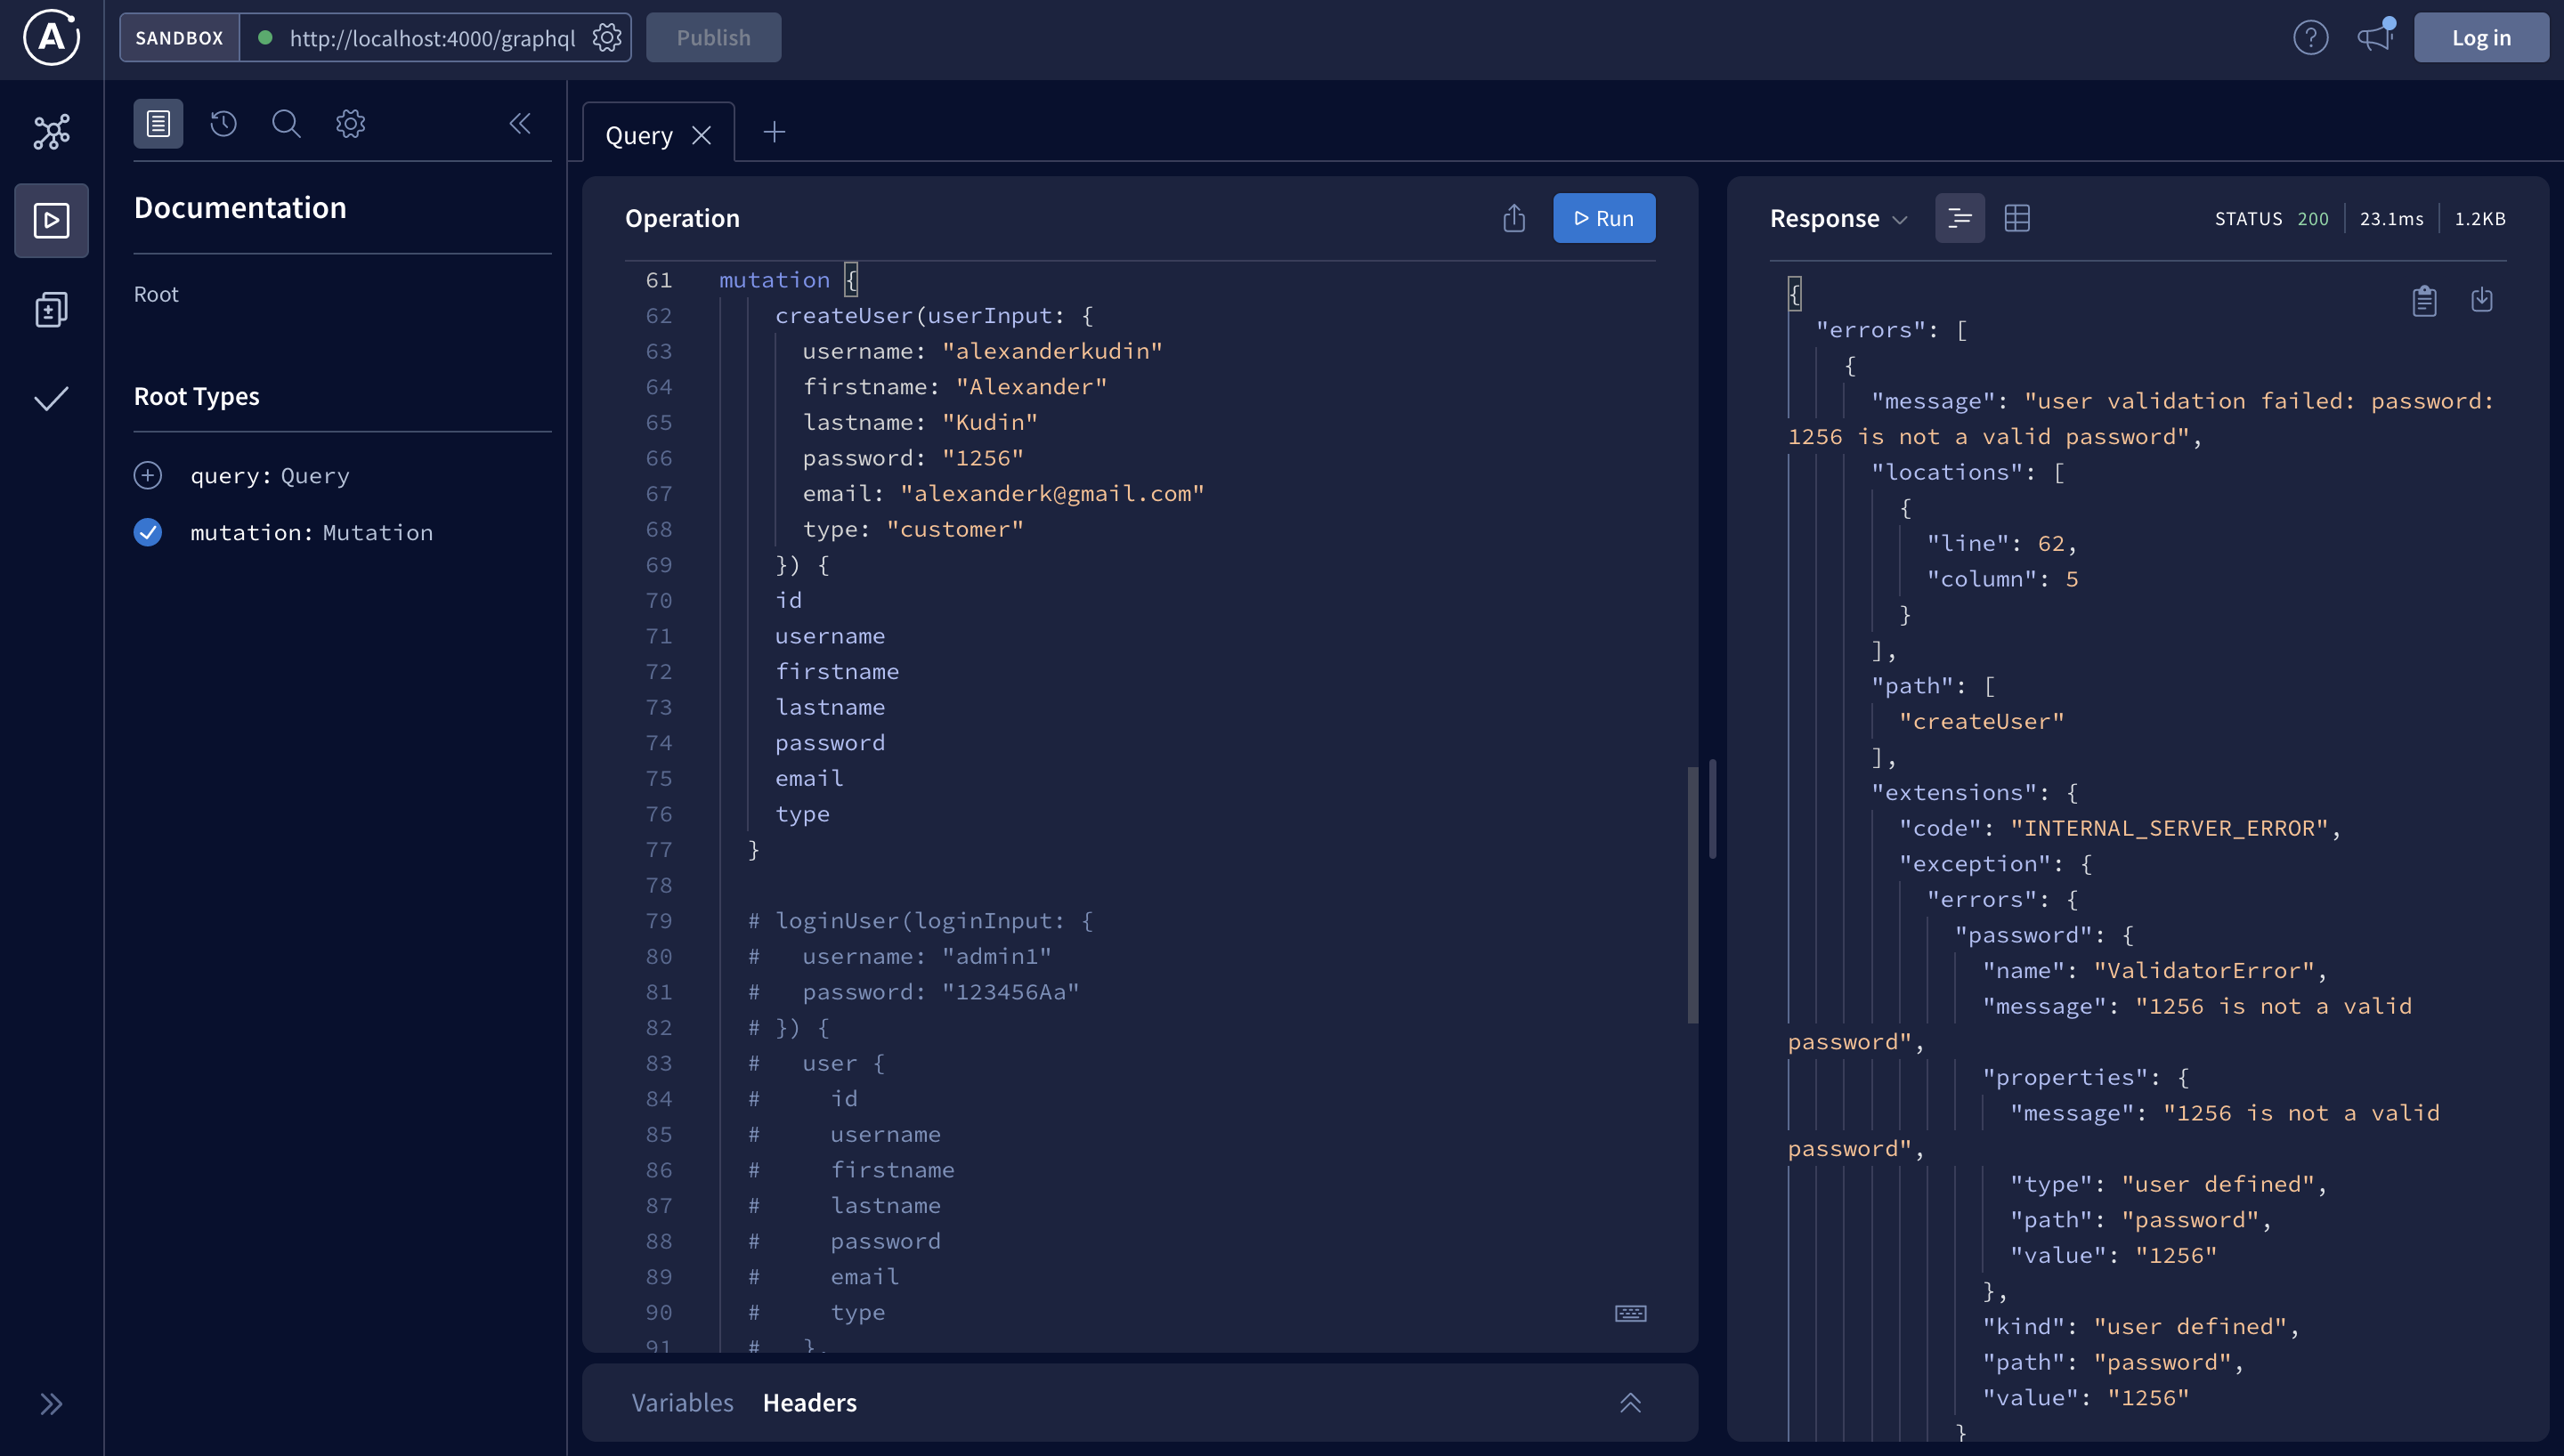 A
SANDBOX
http://localhost:4000/graphql
Publish
?
Log in
Documentation
Root
Root Types
query: Query
mutation: Mutation
Query
Operation
Run
61 mutation {
62 createUser(userInput: {
63 username: "alexanderkudin"
64 firstname: "Alexander"
65 lastname: "Kudin"
66 password: "1256"
67 email: "alexanderk@gmail.com"
68 type: "customer"
69 }) {
70 id
71 username
72 firstname
73 lastname
74 password
75 email
76 type
77 }
78
79 # loginUser(loginInput: {
80 # username: "admin1"
81 # password: "123456Aa"
82 # }) {
83 # user {
84 # id
85 # username
86 # firstname
87 # lastname
88 # password
89 # email
90 # type
91 # },
Variables Headers
Response
STATUS 200 23.1ms 1.2KB
{
"errors": [
{
"message": "user validation failed: password:
1256 is not a valid password",
"locations": [
{
"line": 62,
"column": 5
}
],
"path": [
"createUser"
],
"extensions": {
"code": "INTERNAL_SERVER_ERROR",
"exception": {
"errors": {
"password": {
"name": "ValidatorError",
"message": "1256 is not a valid
password",
"properties": {
"message": "1256 is not a valid
password",
"type": "user defined",
"path": "password",
"value": "1256"
},
"kind": "user defined",
"path": "password",
"value": "1256"
}